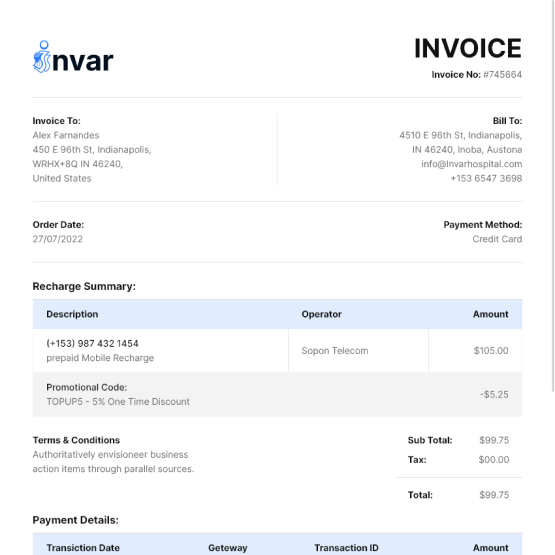 invar
INVOICE
Invoice No: #745664
Invoice To:
Alex Farnandes
450 E 96th St, Indianapolis,
WRHX+8Q IN 46240,
United States
Bill To:
4510 E 96th St, Indianapolis,
IN 46240, Inoba, Austona
info@Invarhospital.com
+153 6547 3698
Order Date:
27/07/2022
Payment Method:
Credit Card
Recharge Summary:
Description Operator Amount
(+153) 987 432 1454
prepaid Mobile Recharge
Sopon Telecom
$105.00
Promotional Code:
TOPUP5 - 5% One Time Discount
-$5.25
Terms & Conditions
Authoritatively envisioneer business
action items through parallel sources.
Sub Total: $99.75
Tax: $00.00
Total: $99.75
Payment Details:
Transiction Date Geteway Transaction ID Amount